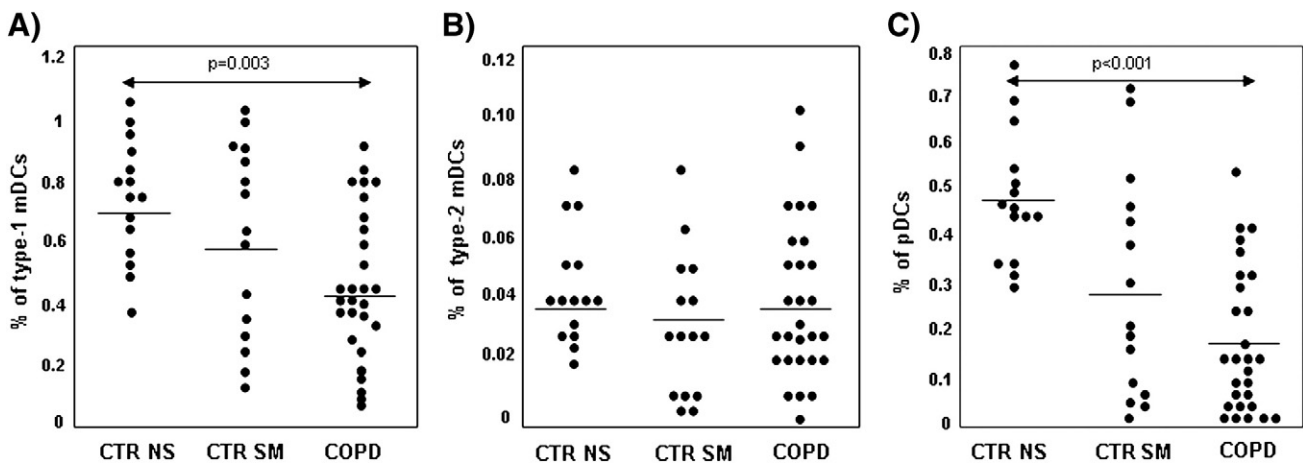 A)
% of type-1 mDCs
1.2
1
0.8
0.6
0.4
0.2
0
p=0.003
CTR NS CTR SM COPD
B)
% of type-2 mDCs
0.12
0.10
0.08
0.06
0.04
0.02
0
CTR NS CTR SM COPD
C)
% of pDCs
0.8
0.7
0.6
0.5
0.4
0.3
0.2
0.1
0
p<0.001
CTR NS CTR SM COPD